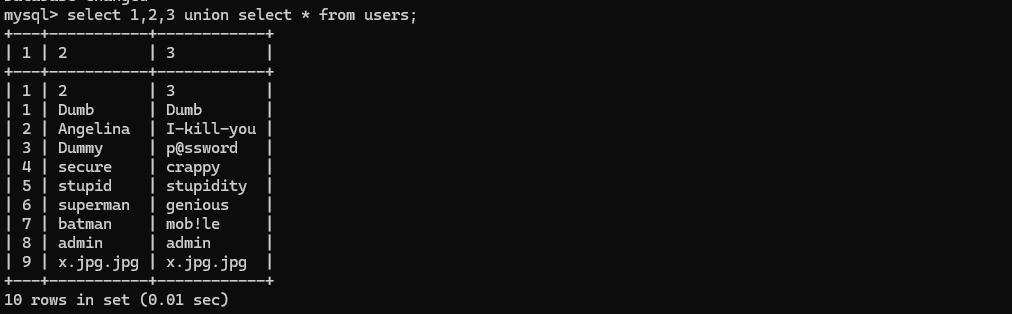 Database changed
mysql> select 1,2,3 union select * from users;
+---+-----------+------------+
| 1 | 2         | 3          |
+---+-----------+------------+
| 1 | 2         | 3          |
| 1 | Dumb      | Dumb       |
| 2 | Angelina  | I-kill-you |
| 3 | Dummy     | p@ssword   |
| 4 | secure    | crappy     |
| 5 | stupid    | stupidity  |
| 6 | superman  | genious    |
| 7 | batman    | mob!le     |
| 8 | admin     | admin      |
| 9 | x.jpg.jpg | x.jpg.jpg  |
+---+-----------+------------+
10 rows in set (0.01 sec)